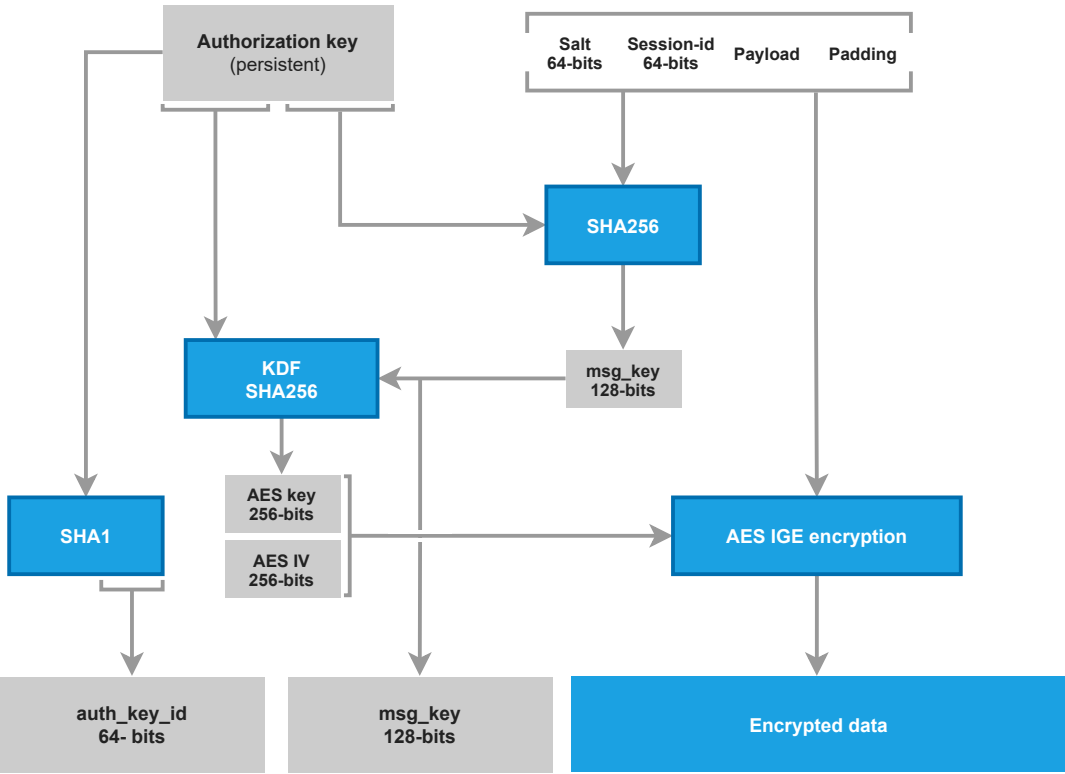 Authorization key
(persistent)
Salt
64-bits
Session-id
64-bits
Payload
Padding
SHA256
KDF
SHA256
msg_key
128-bits
AES key
256-bits
SHA1
AES IGE encryption
AES IV
256-bits
auth_key_id
64- bits
msg_key
128-bits
Encrypted data